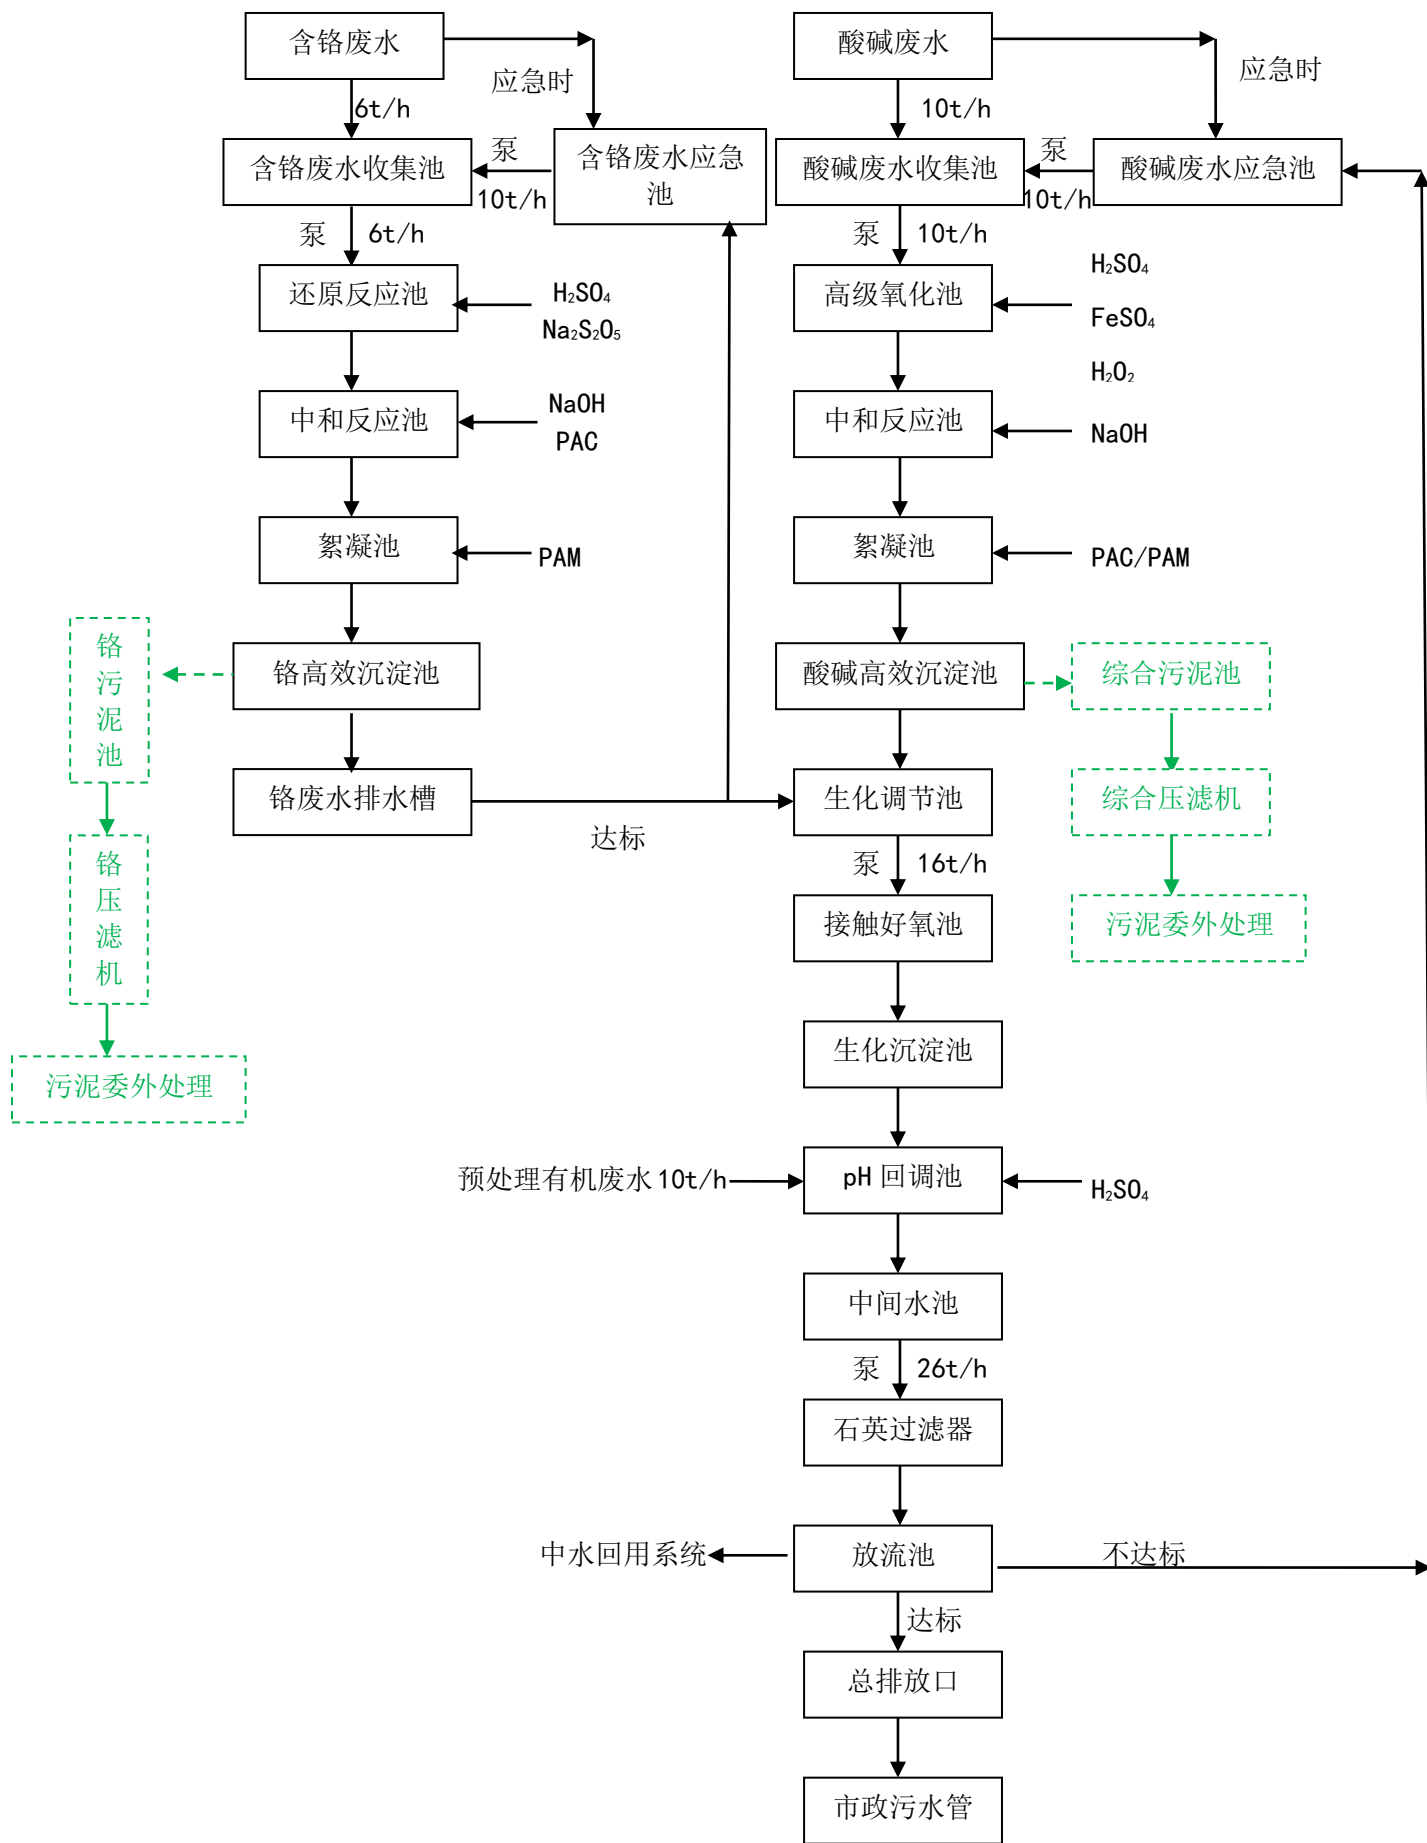 含铬废水
酸碱废水
应急时
应急时
6t/h
10t/h
含铬废水收集池
泵
10t/h
含铬废水应急
池
酸碱废水收集池
泵
10t/h
酸碱废水应急池
泵
6t/h
泵
10t/h
还原反应池
H₂SO₄
Na₂S₂O₅
高级氧化池
H₂SO₄
FeSO₄
H₂O₂
中和反应池
NaOH
PAC
中和反应池
NaOH
絮凝池
PAM
絮凝池
PAC/PAM
铬污泥池
铬高效沉淀池
酸碱高效沉淀池
综合污泥池
铬废水排水槽
达标
生化调节池
综合压滤机
泵
16t/h
铬压滤机
接触好氧池
污泥委外处理
生化沉淀池
污泥委外处理
预处理有机废水10t/h
pH回调池
H₂SO₄
中间水池
泵
26t/h
石英过滤器
中水回用系统
放流池
不达标
达标
总排放口
市政污水管